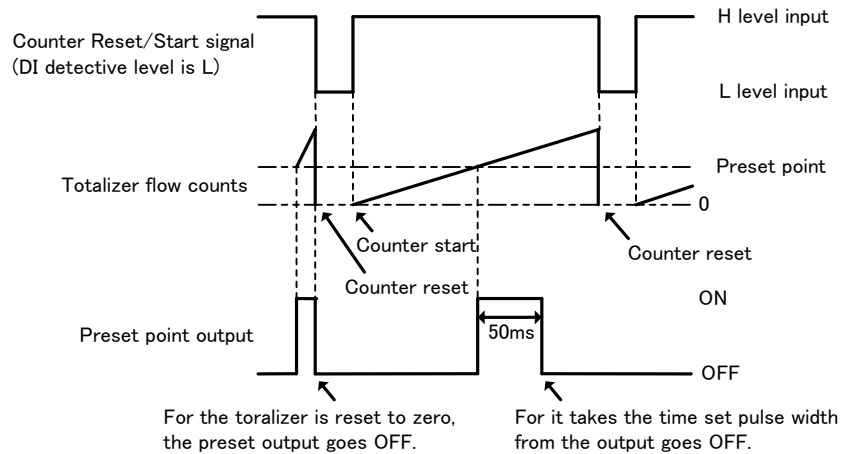 H level input
Counter Reset/Start signal
(DI detective level is L)
L level input
Preset point
Totalizer flow counts
0
Counter start
Counter reset
Counter reset
ON
Preset point output
50ms
OFF
For the toralizer is reset to zero,
the preset output goes OFF.
For it takes the time set pulse width
from the output goes OFF.